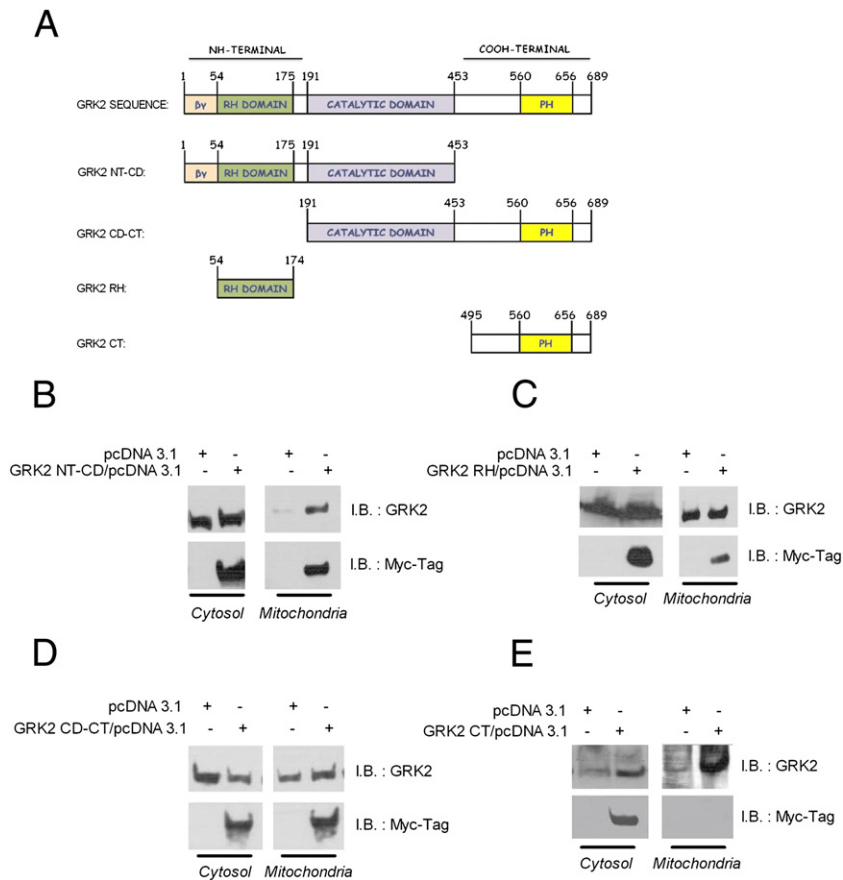 A
NH-TERMINAL COOH-TERMINAL
1 54 175 191 453 560 656 689
GRK2 SEQUENCE: βγ RH DOMAIN CATALYTIC DOMAIN PH
1 54 175 191 453
GRK2 NT-CD: βγ RH DOMAIN CATALYTIC DOMAIN
191 453 560 656 689
GRK2 CD-CT: CATALYTIC DOMAIN PH
54 174
GRK2 RH: RH DOMAIN
495 560 656 689
GRK2 CT: PH
B
pcDNA 3.1 + - + -
GRK2 NT-CD/pcDNA 3.1 - + - +
I.B. : GRK2
I.B. : Myc-Tag
Cytosol Mitochondria
C
pcDNA 3.1 + - + -
GRK2 RH/pcDNA 3.1 - + - +
I.B. : GRK2
I.B. : Myc-Tag
Cytosol Mitochondria
D
pcDNA 3.1 + - + -
GRK2 CD-CT/pcDNA 3.1 - + - +
I.B. : GRK2
I.B. : Myc-Tag
Cytosol Mitochondria
E
pcDNA 3.1 + - + -
GRK2 CT/pcDNA 3.1 - + - +
I.B. : GRK2
I.B. : Myc-Tag
Cytosol Mitochondria